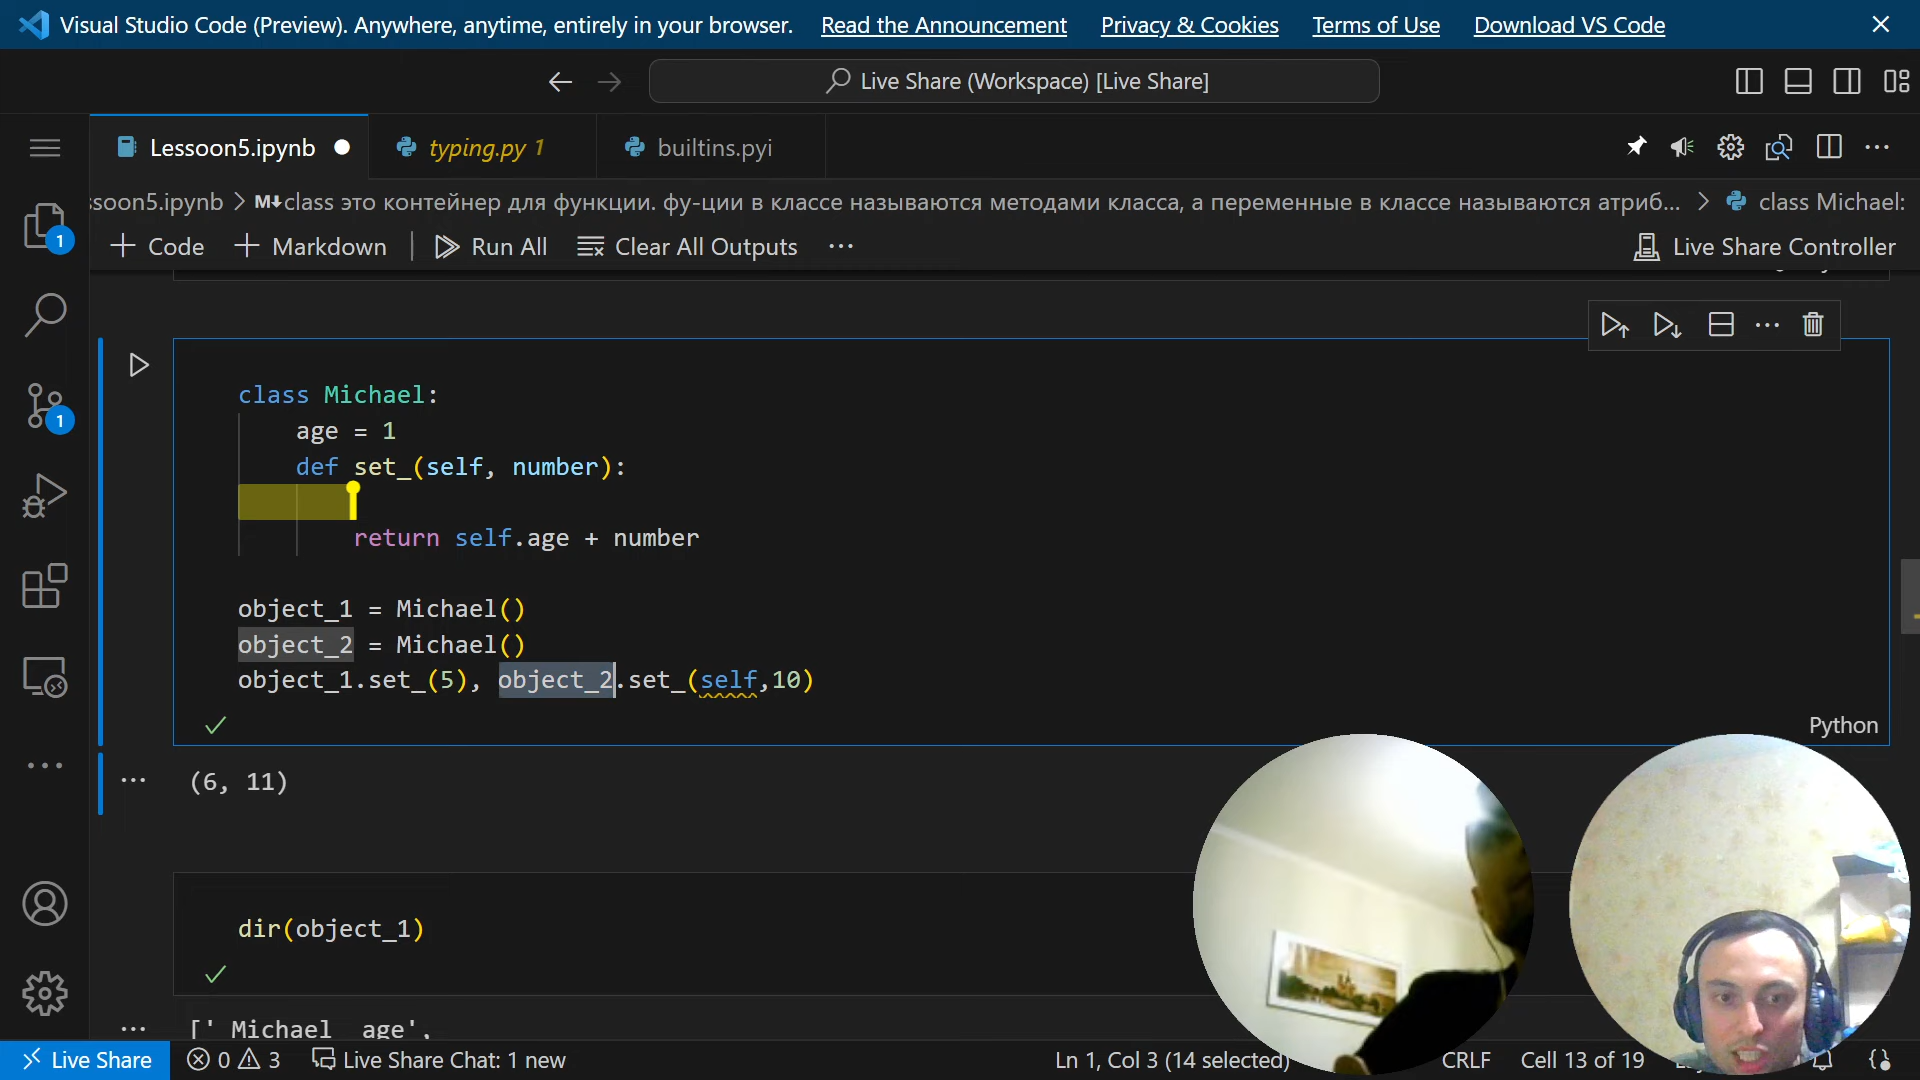 Visual Studio Code (Preview). Anywhere, anytime, entirely in your browser. Read the Announcement Privacy & Cookies Terms of Use Download VS Code
Live Share (Workspace) [Live Share]
Lessoon5.ipynb typing.py 1 builtins.pyi
ssoon5.ipynb > M↓class это контейнер для функции. фу-ции в классе называются методами класса, а переменные в классе называются атриб... > class Michael:
+ Code + Markdown | Run All Clear All Outputs ... Live Share Controller
1
1
class Michael:
age = 1
def set_(self, number):
return self.age + number
object_1 = Michael()
object_2 = Michael()
object_1.set_(5), object_2.set_(self,10)
Python
(6, 11)
dir(object_1)
['_Michael__age',
Live Share 0 3 Live Share Chat: 1 new Ln 1, Col 3 (14 selected) CRLF Cell 13 of 19